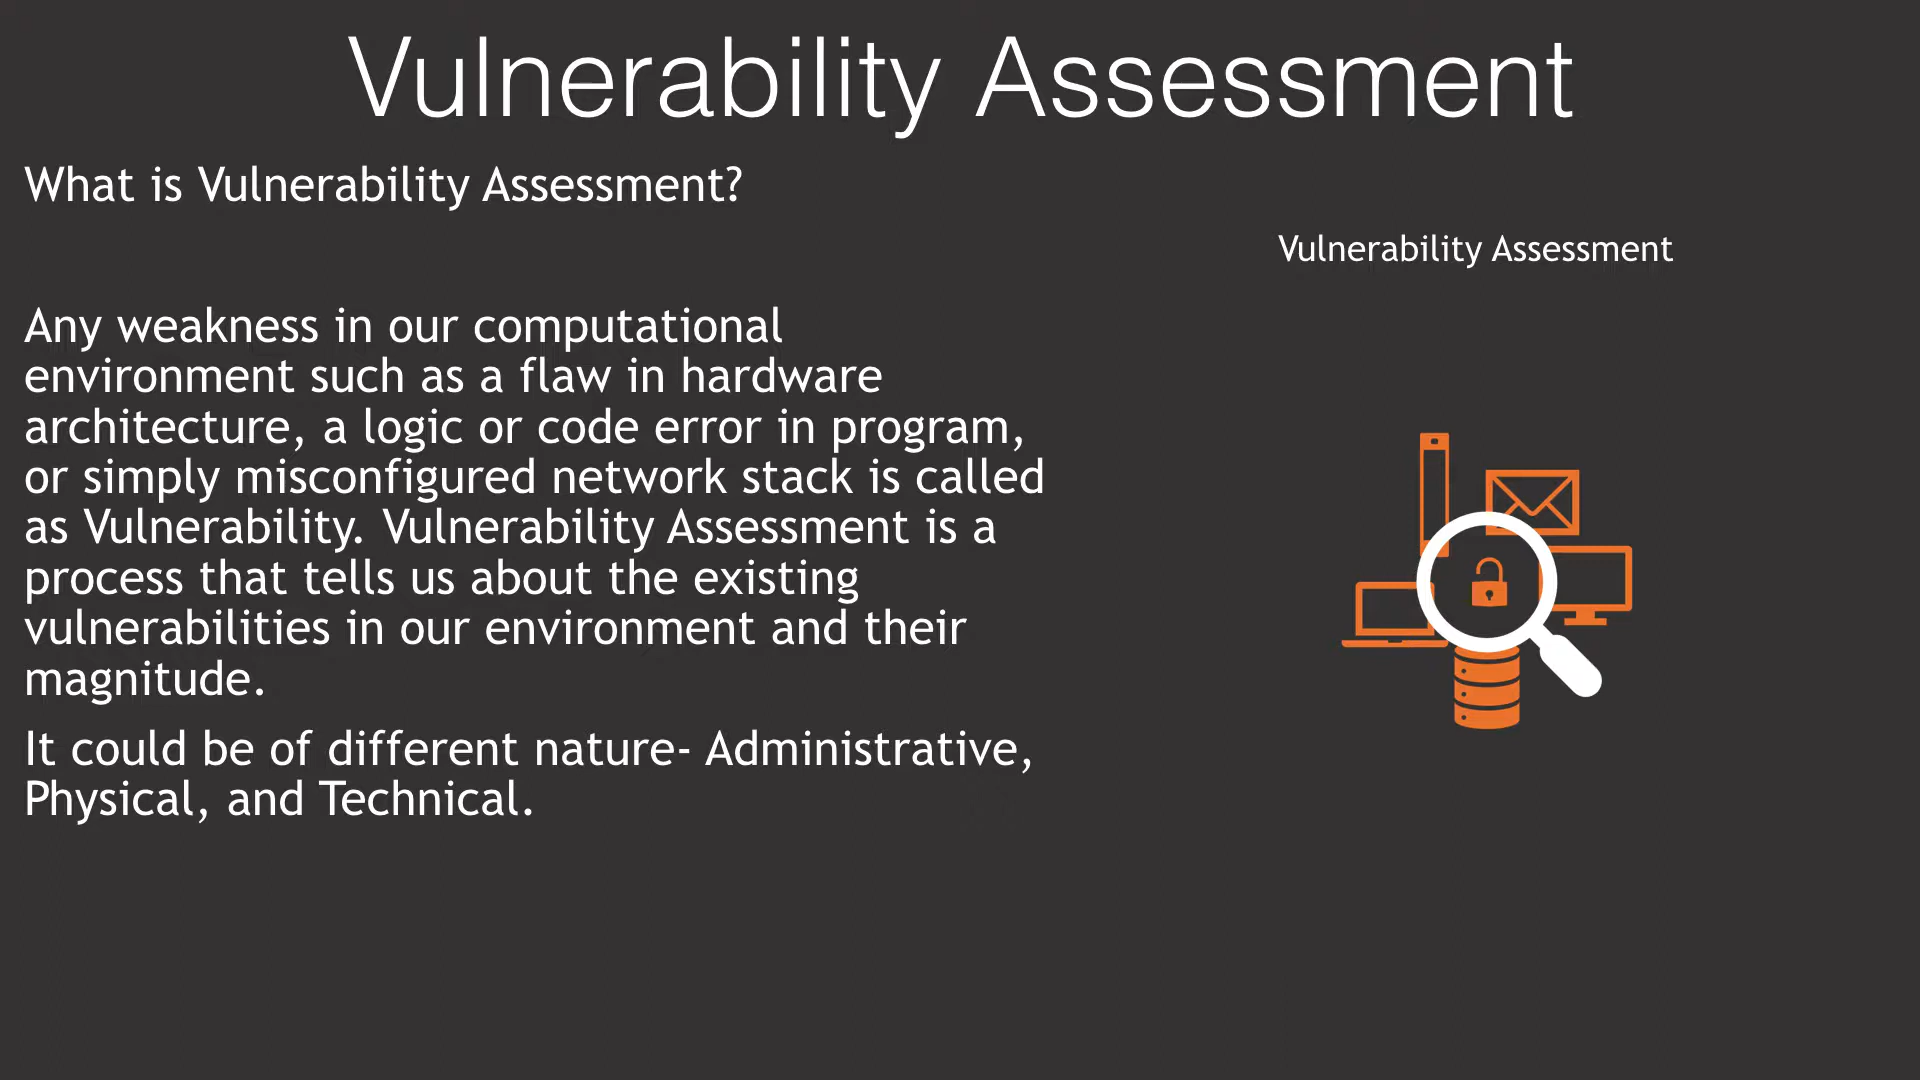 Vulnerability Assessment
What is Vulnerability Assessment?
Vulnerability Assessment
Any weakness in our computational
environment such as a flaw in hardware
architecture, a logic or code error in program,
or simply misconfigured network stack is called
as Vulnerability. Vulnerability Assessment is a
process that tells us about the existing
vulnerabilities in our environment and their
magnitude.
It could be of different nature- Administrative,
Physical, and Technical.